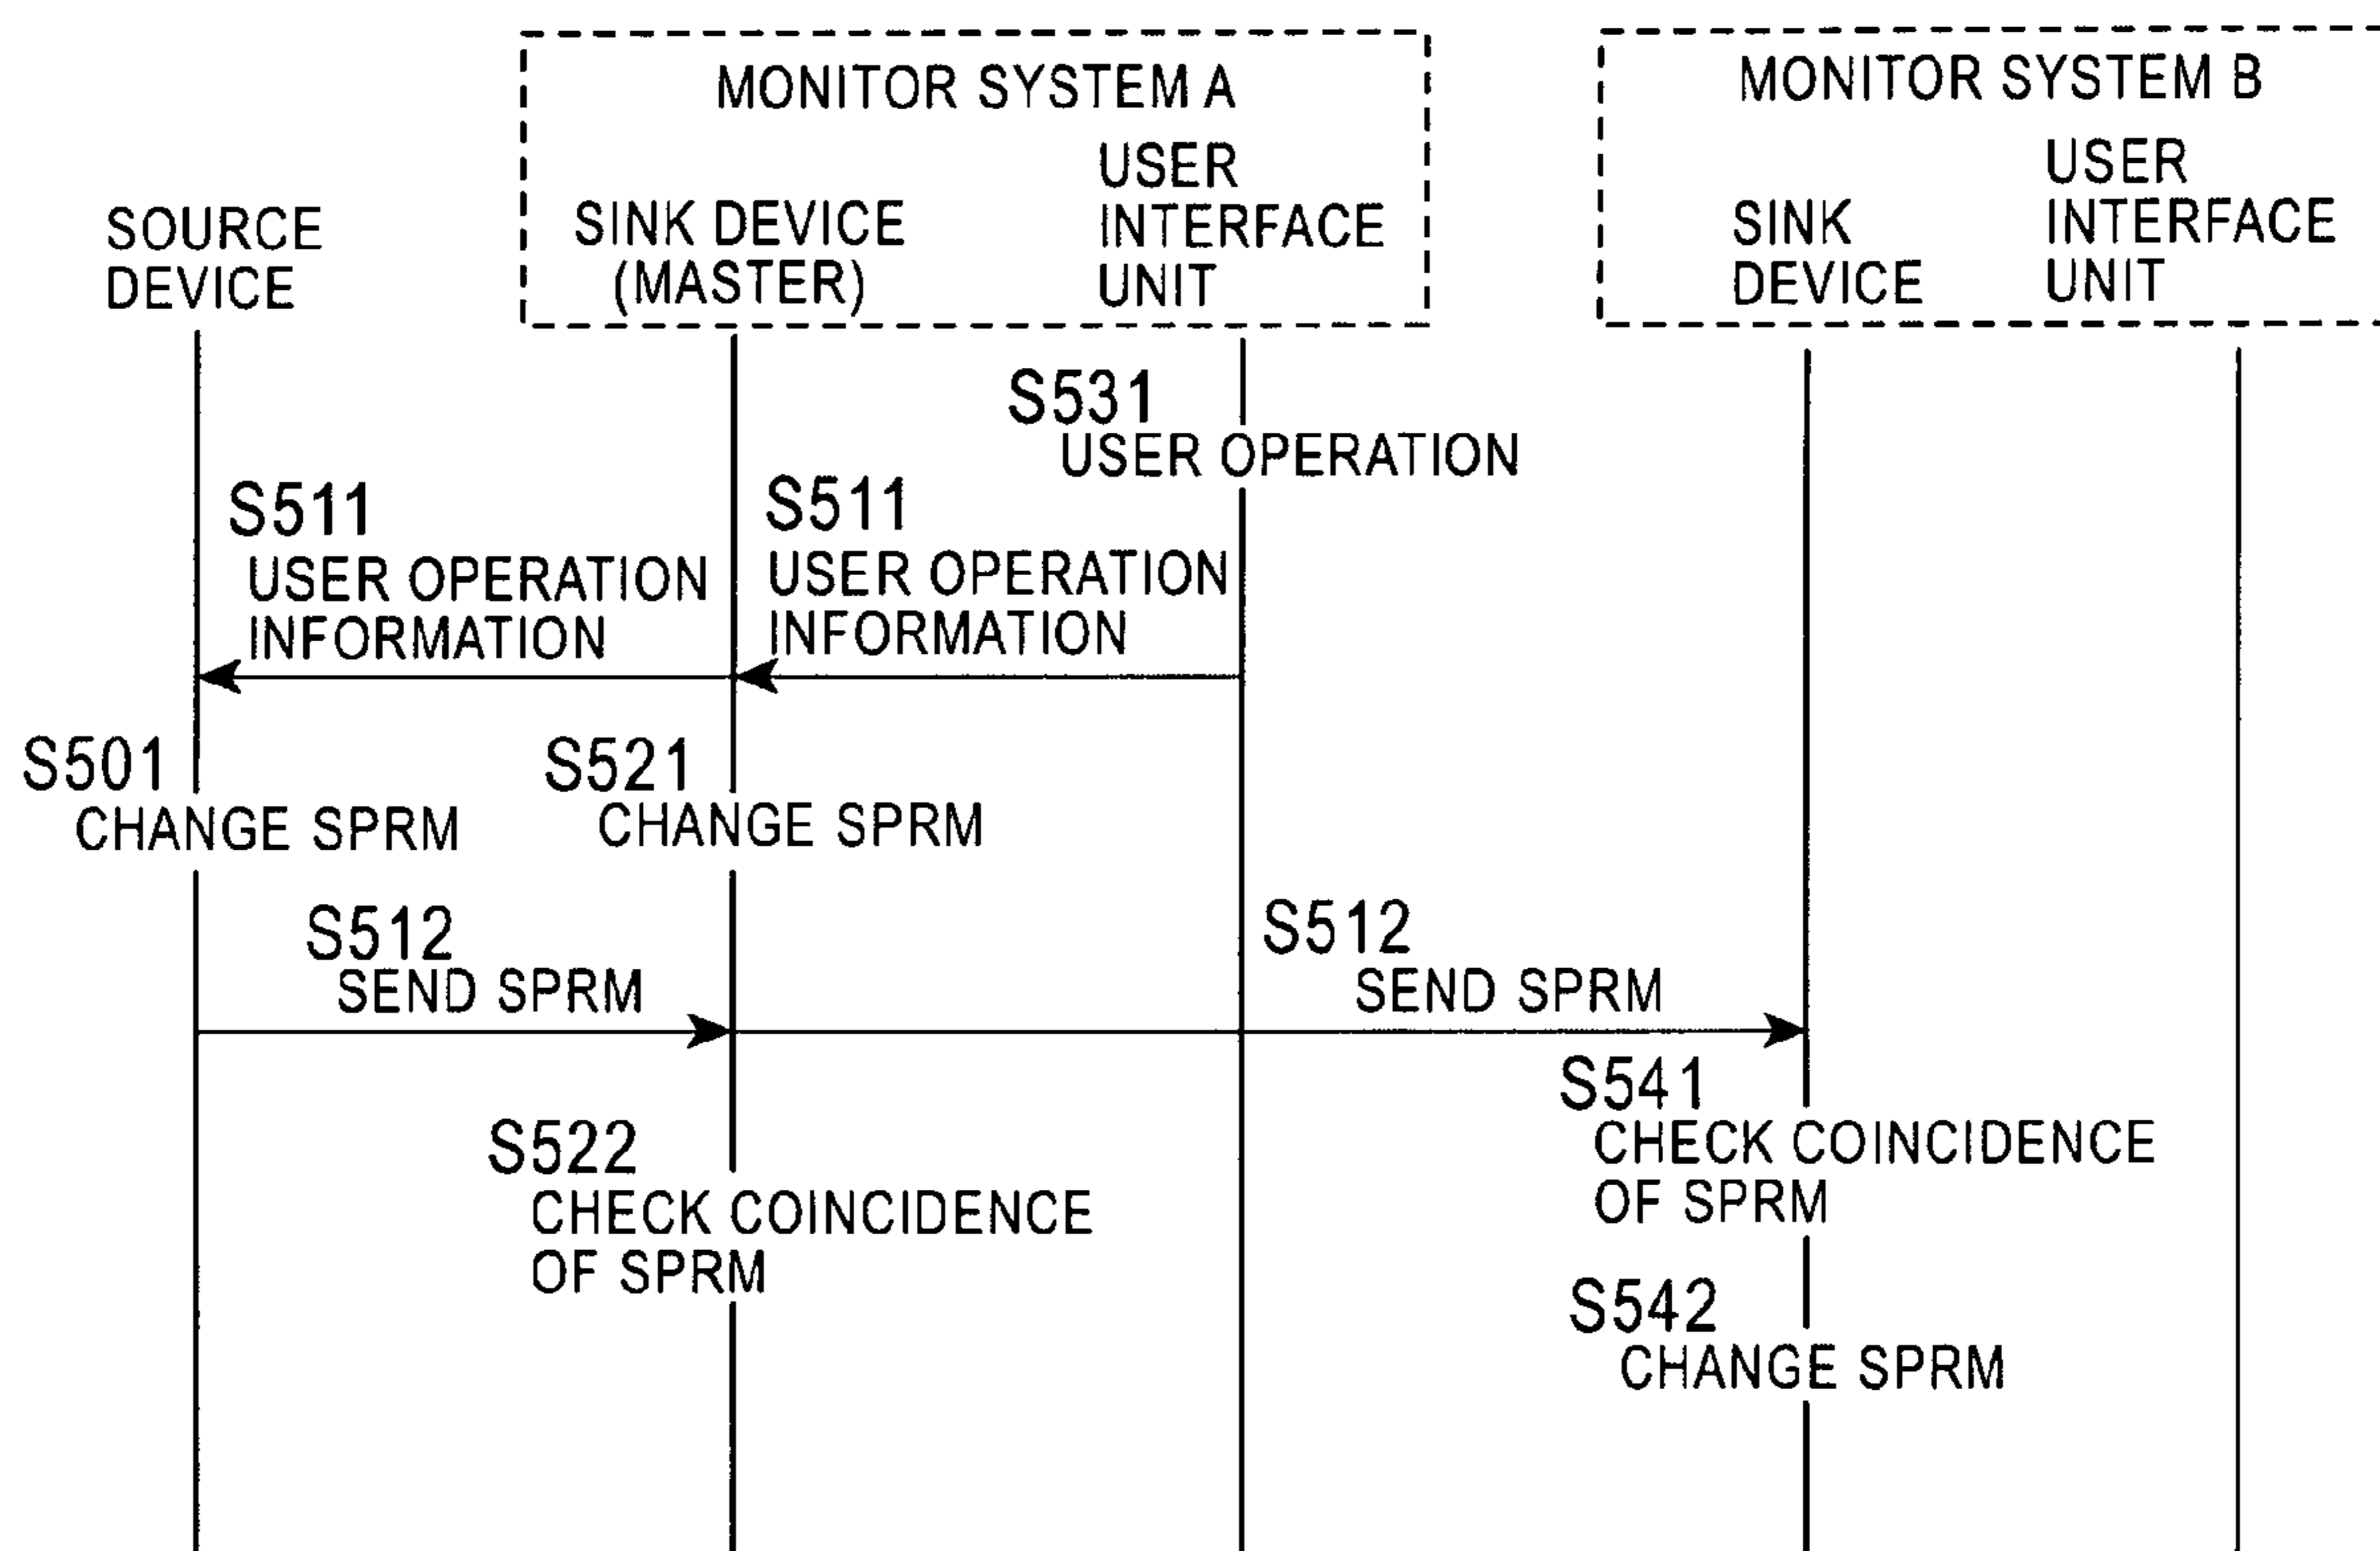 MONITOR SYSTEM A
MONITOR SYSTEM B
SOURCE
DEVICE
SINK DEVICE
(MASTER)
USER
INTERFACE
UNIT
SINK
DEVICE
USER
INTERFACE
UNIT
S531
USER OPERATION
S511
USER OPERATION
INFORMATION
S511
USER OPERATION
INFORMATION
S501
CHANGE SPRM
S521
CHANGE SPRM
S512
SEND SPRM
S512
SEND SPRM
S541
CHECK COINCIDENCE
OF SPRM
S522
CHECK COINCIDENCE
OF SPRM
S542
CHANGE SPRM